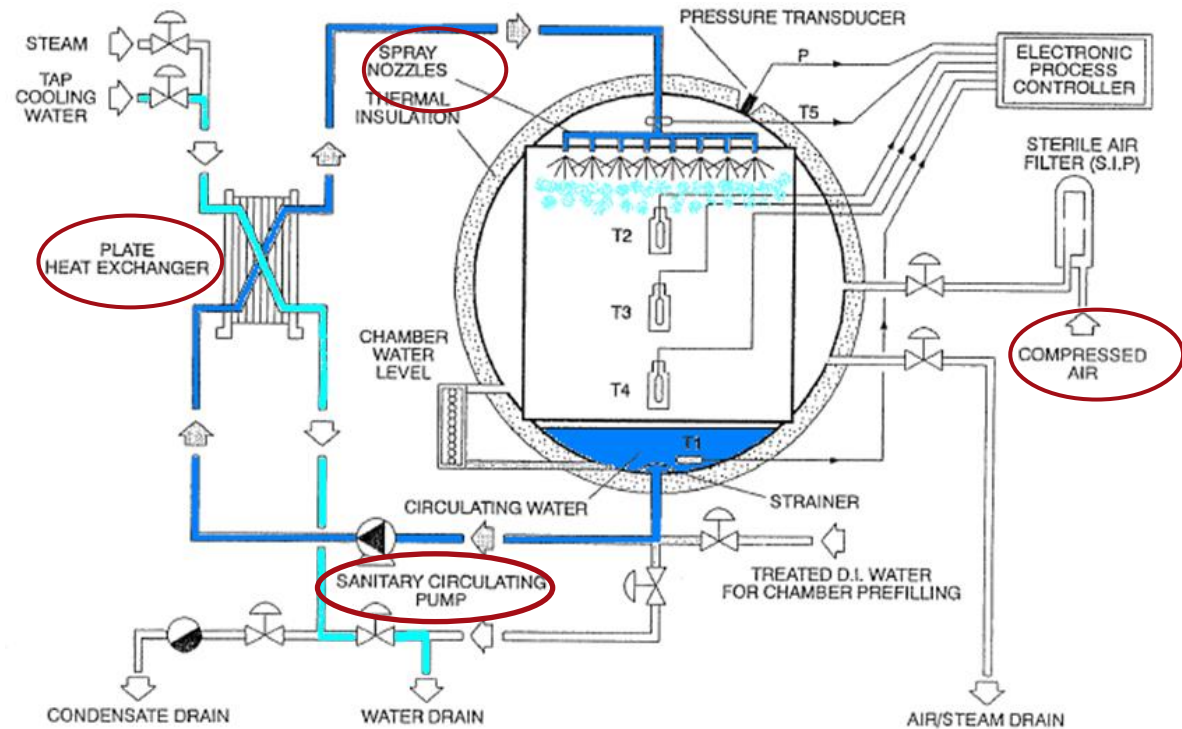 STEAM
TAP
COOLING
WATER
SPRAY
NOZZLES
THERMAL
INSULATION
PRESSURE TRANSDUCER
P
T5
ELECTRONIC
PROCESS
CONTROLLER
STERILE AIR
FILTER (S.I.P)
PLATE
HEAT EXCHANGER
T2
T3
T4
CHAMBER
WATER
LEVEL
COMPRESSED
AIR
T1
CIRCULATING WATER
STRAINER
SANITARY CIRCULATING
PUMP
TREATED D.I. WATER
FOR CHAMBER PREFILLING
CONDENSATE DRAIN
WATER DRAIN
AIR/STEAM DRAIN